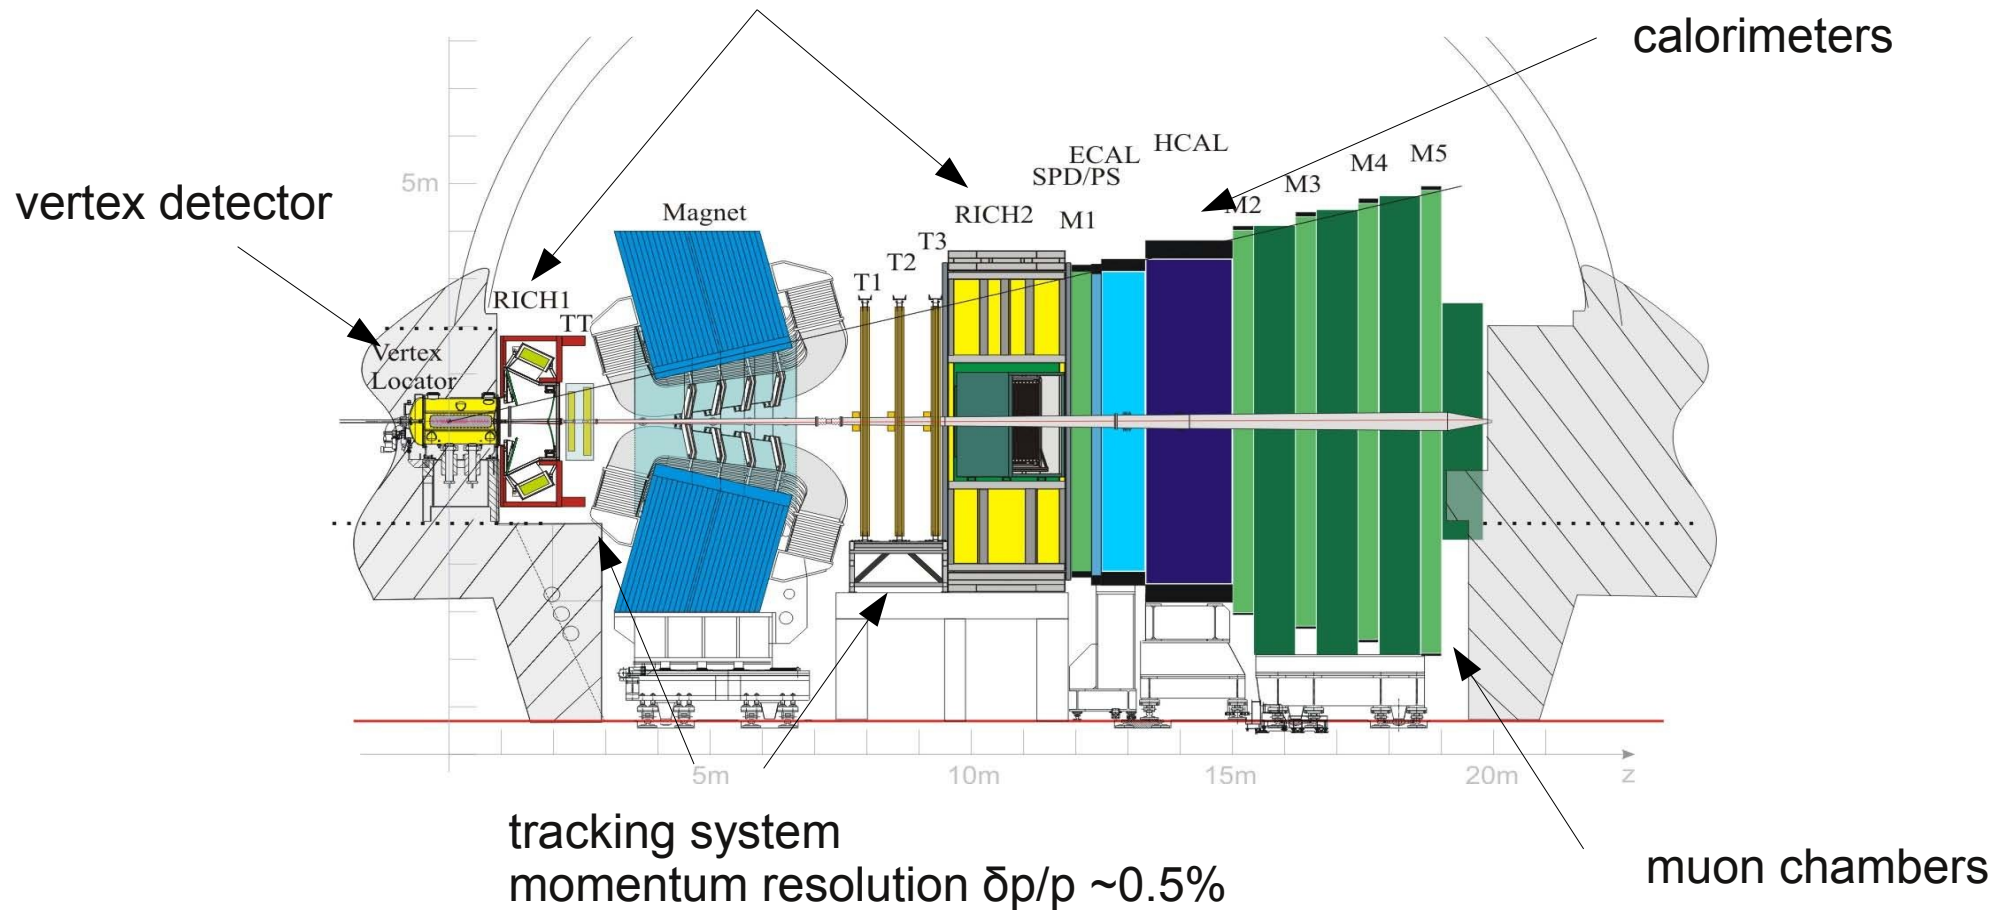 calorimeters
HCAL
ECAL
SPD/PS
M5
M4
M3
M2
5m
vertex detector
Magnet
RICH2
M1
T3
T2
T1
RICH1
TT
Vertex
Locator
5m
10m
15m
20m
z
tracking system
momentum resolution δp/p ~0.5%
muon chambers